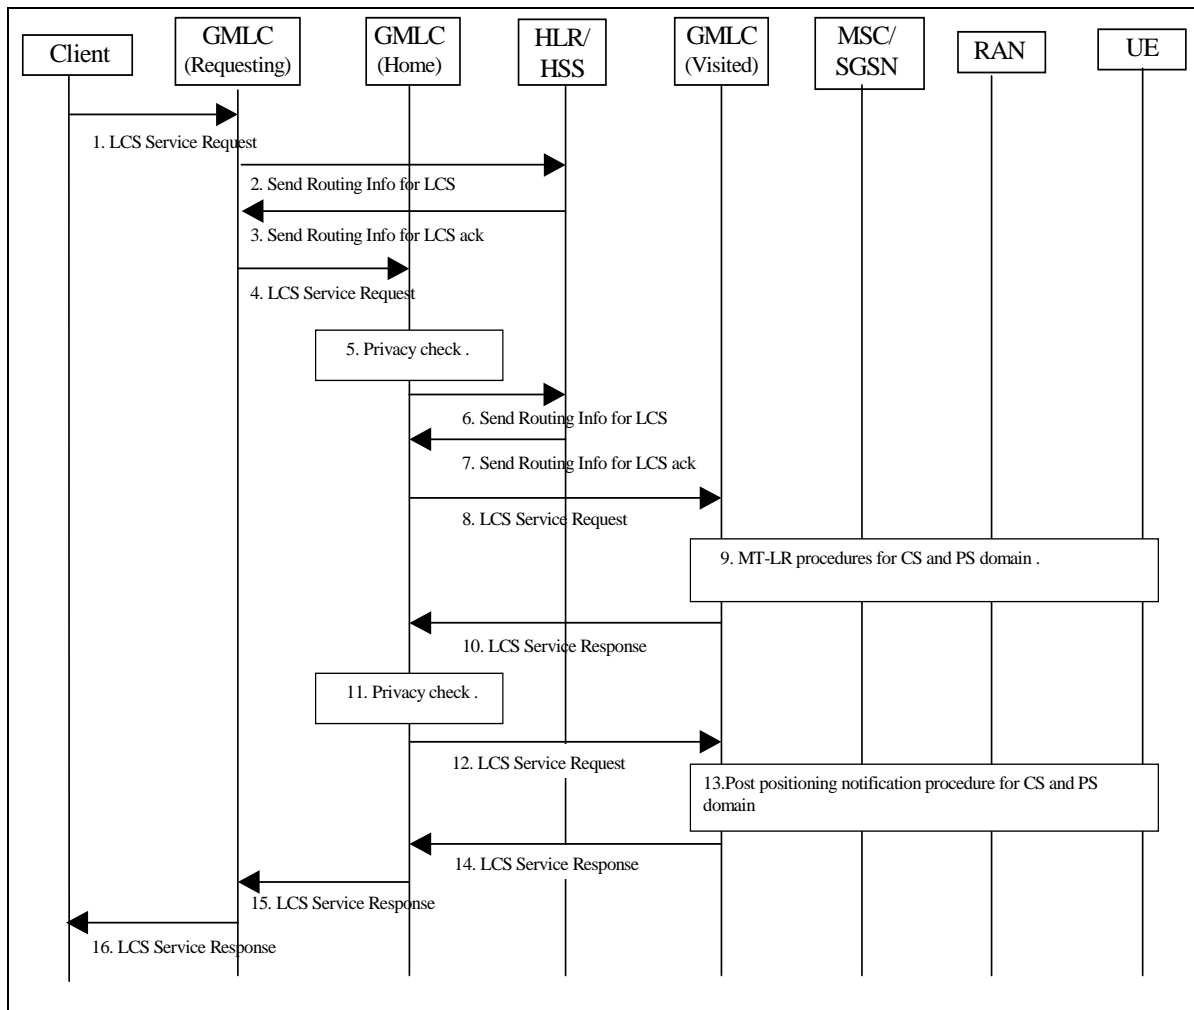 Client
GMLC
(Requesting)
GMLC
(Home)
HLR/
HSS
GMLC
(Visited)
MSC/
SGSN
RAN
UE
1. LCS Service Request
2. Send Routing Info for LCS
3. Send Routing Info for LCS ack
4. LCS Service Request
5. Privacy check .
6. Send Routing Info for LCS
7. Send Routing Info for LCS ack
8. LCS Service Request
9. MT-LR procedures for CS and PS domain .
10. LCS Service Response
11. Privacy check .
12. LCS Service Request
13.Post positioning notification procedure for CS and PS
domain
14. LCS Service Response
15. LCS Service Response
16. LCS Service Response